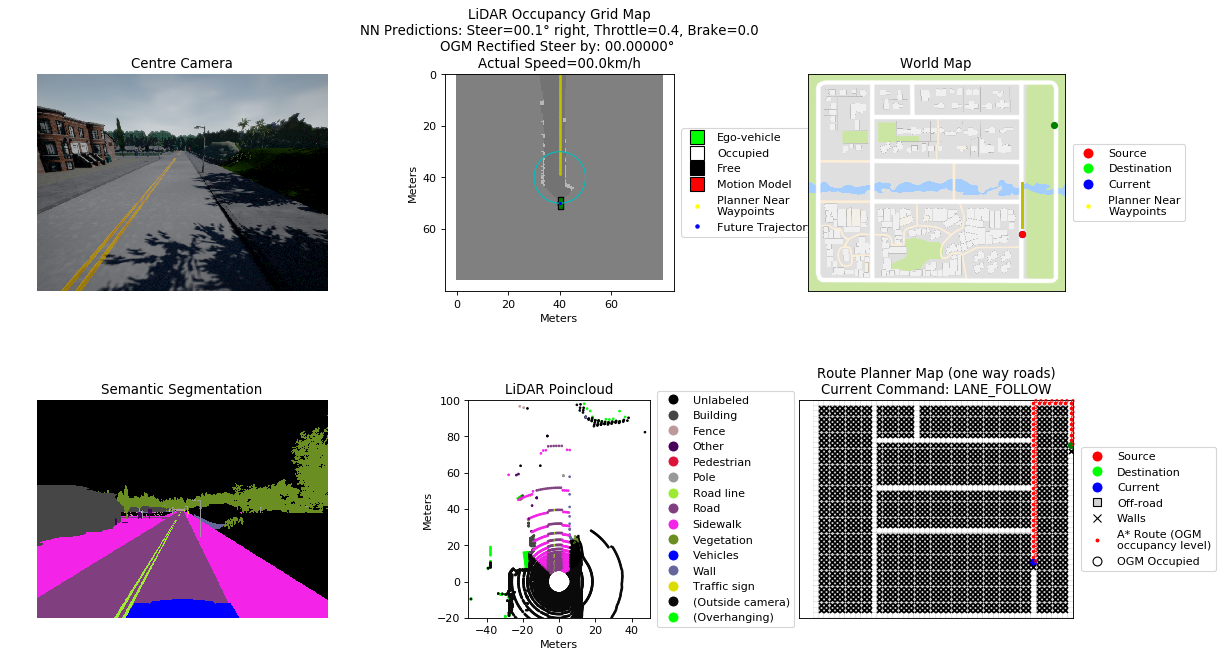 LiDAR Occupancy Grid Map
NN Predictions: Steer=00.1° right, Throttle=0.4, Brake=0.0
OGM Rectified Steer by: 00.00000°
Actual Speed=00.0km/h
Centre Camera
World Map
0
20
40
60
Meters
0
20
40
60
Meters
Ego-vehicle
Occupied
Free
Motion Model
Planner Near
Waypoints
Future Trajector
Source
Destination
Current
Planner Near
Waypoints
Semantic Segmentation
LiDAR Poincloud
100
80
60
40
20
0
−20
Meters
−40
−20
0
20
40
Meters
Unlabeled
Building
Fence
Other
Pedestrian
Pole
Road line
Road
Sidewalk
Vegetation
Vehicles
Wall
Traffic sign
(Outside camera)
(Overhanging)
Route Planner Map (one way roads)
Current Command: LANE_FOLLOW
Source
Destination
Current
Off-road
Walls
A* Route (OGM
occupancy level)
OGM Occupied